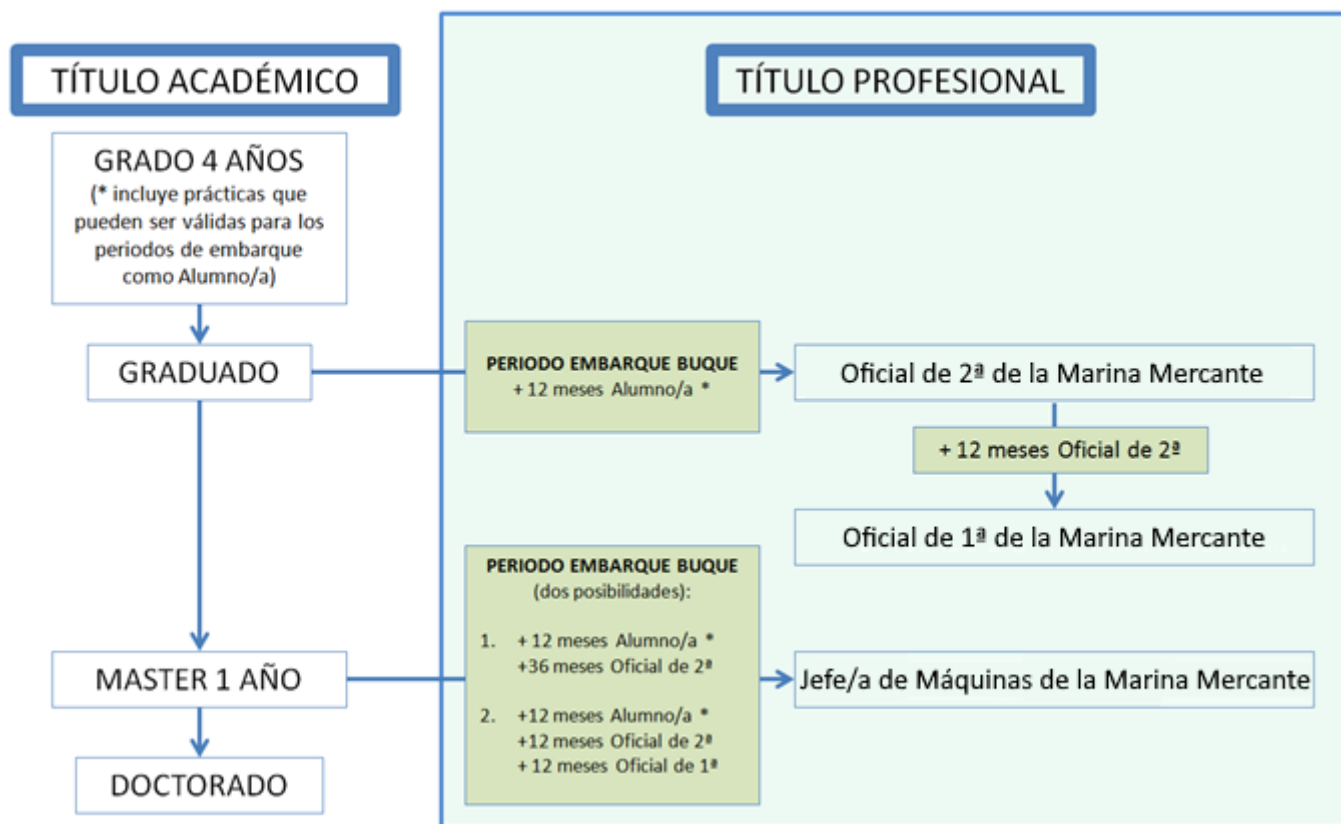 TÍTULO ACADÉMICO
TÍTULO PROFESIONAL
GRADO 4 AÑOS
(* incluye prácticas que
pueden ser válidas para los
periodos de embarque
como Alumno/a)
GRADUADO
PERIODO EMBARQUE BUQUE
+ 12 meses Alumno/a *
Oficial de 2ª de la Marina Mercante
+ 12 meses Oficial de 2ª
Oficial de 1ª de la Marina Mercante
PERIODO EMBARQUE BUQUE
(dos posibilidades):
1. + 12 meses Alumno/a *
+36 meses Oficial de 2ª
2. +12 meses Alumno/a *
+12 meses Oficial de 2ª
+ 12 meses Oficial de 1ª
MASTER 1 AÑO
Jefe/a de Máquinas de la Marina Mercante
DOCTORADO